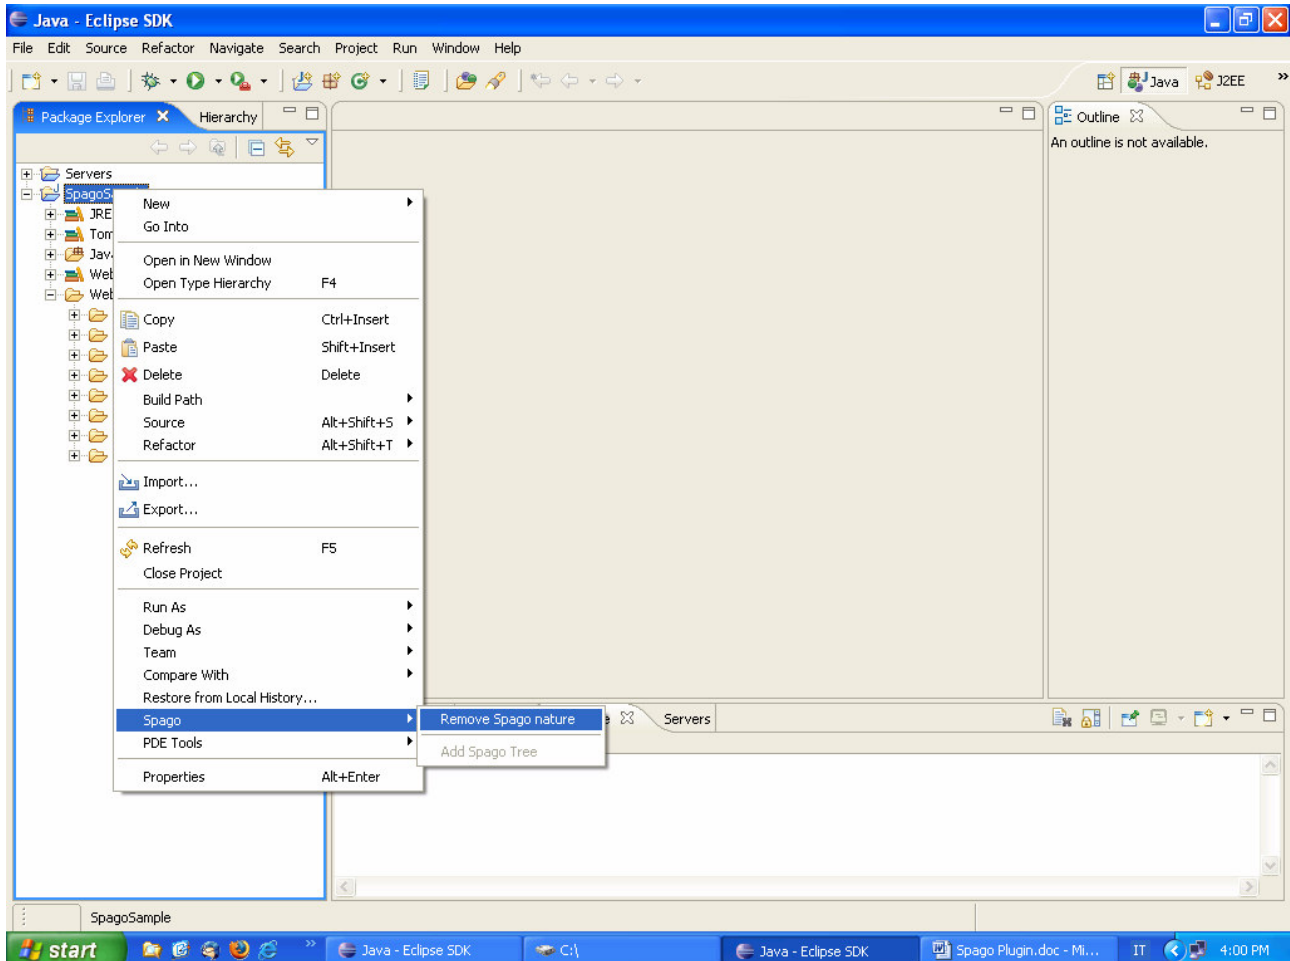 Java - Eclipse SDK
File Edit Source Refactor Navigate Search Project Run Window Help
Java J2EE »
Package Explorer Hierarchy
Outline
An outline is not available.
Servers
JRE
Web
New
Go Into
Open in New Window
Open Type Hierarchy F4
Copy Ctrl+Insert
Paste Shift+Insert
Delete Delete
Build Path
Source Alt+Shift+S
Refactor Alt+Shift+T
Import...
Export...
Refresh F5
Close Project
Run As
Debug As
Team
Compare With
Restore from Local History...
Spago
Remove Spago nature
Add Spago Tree
PDE Tools
Properties Alt+Enter
Servers
SpagoSample
start » Java - Eclipse SDK C:\ Java - Eclipse SDK Spago Plugin.doc - Mi... IT 4:00 PM